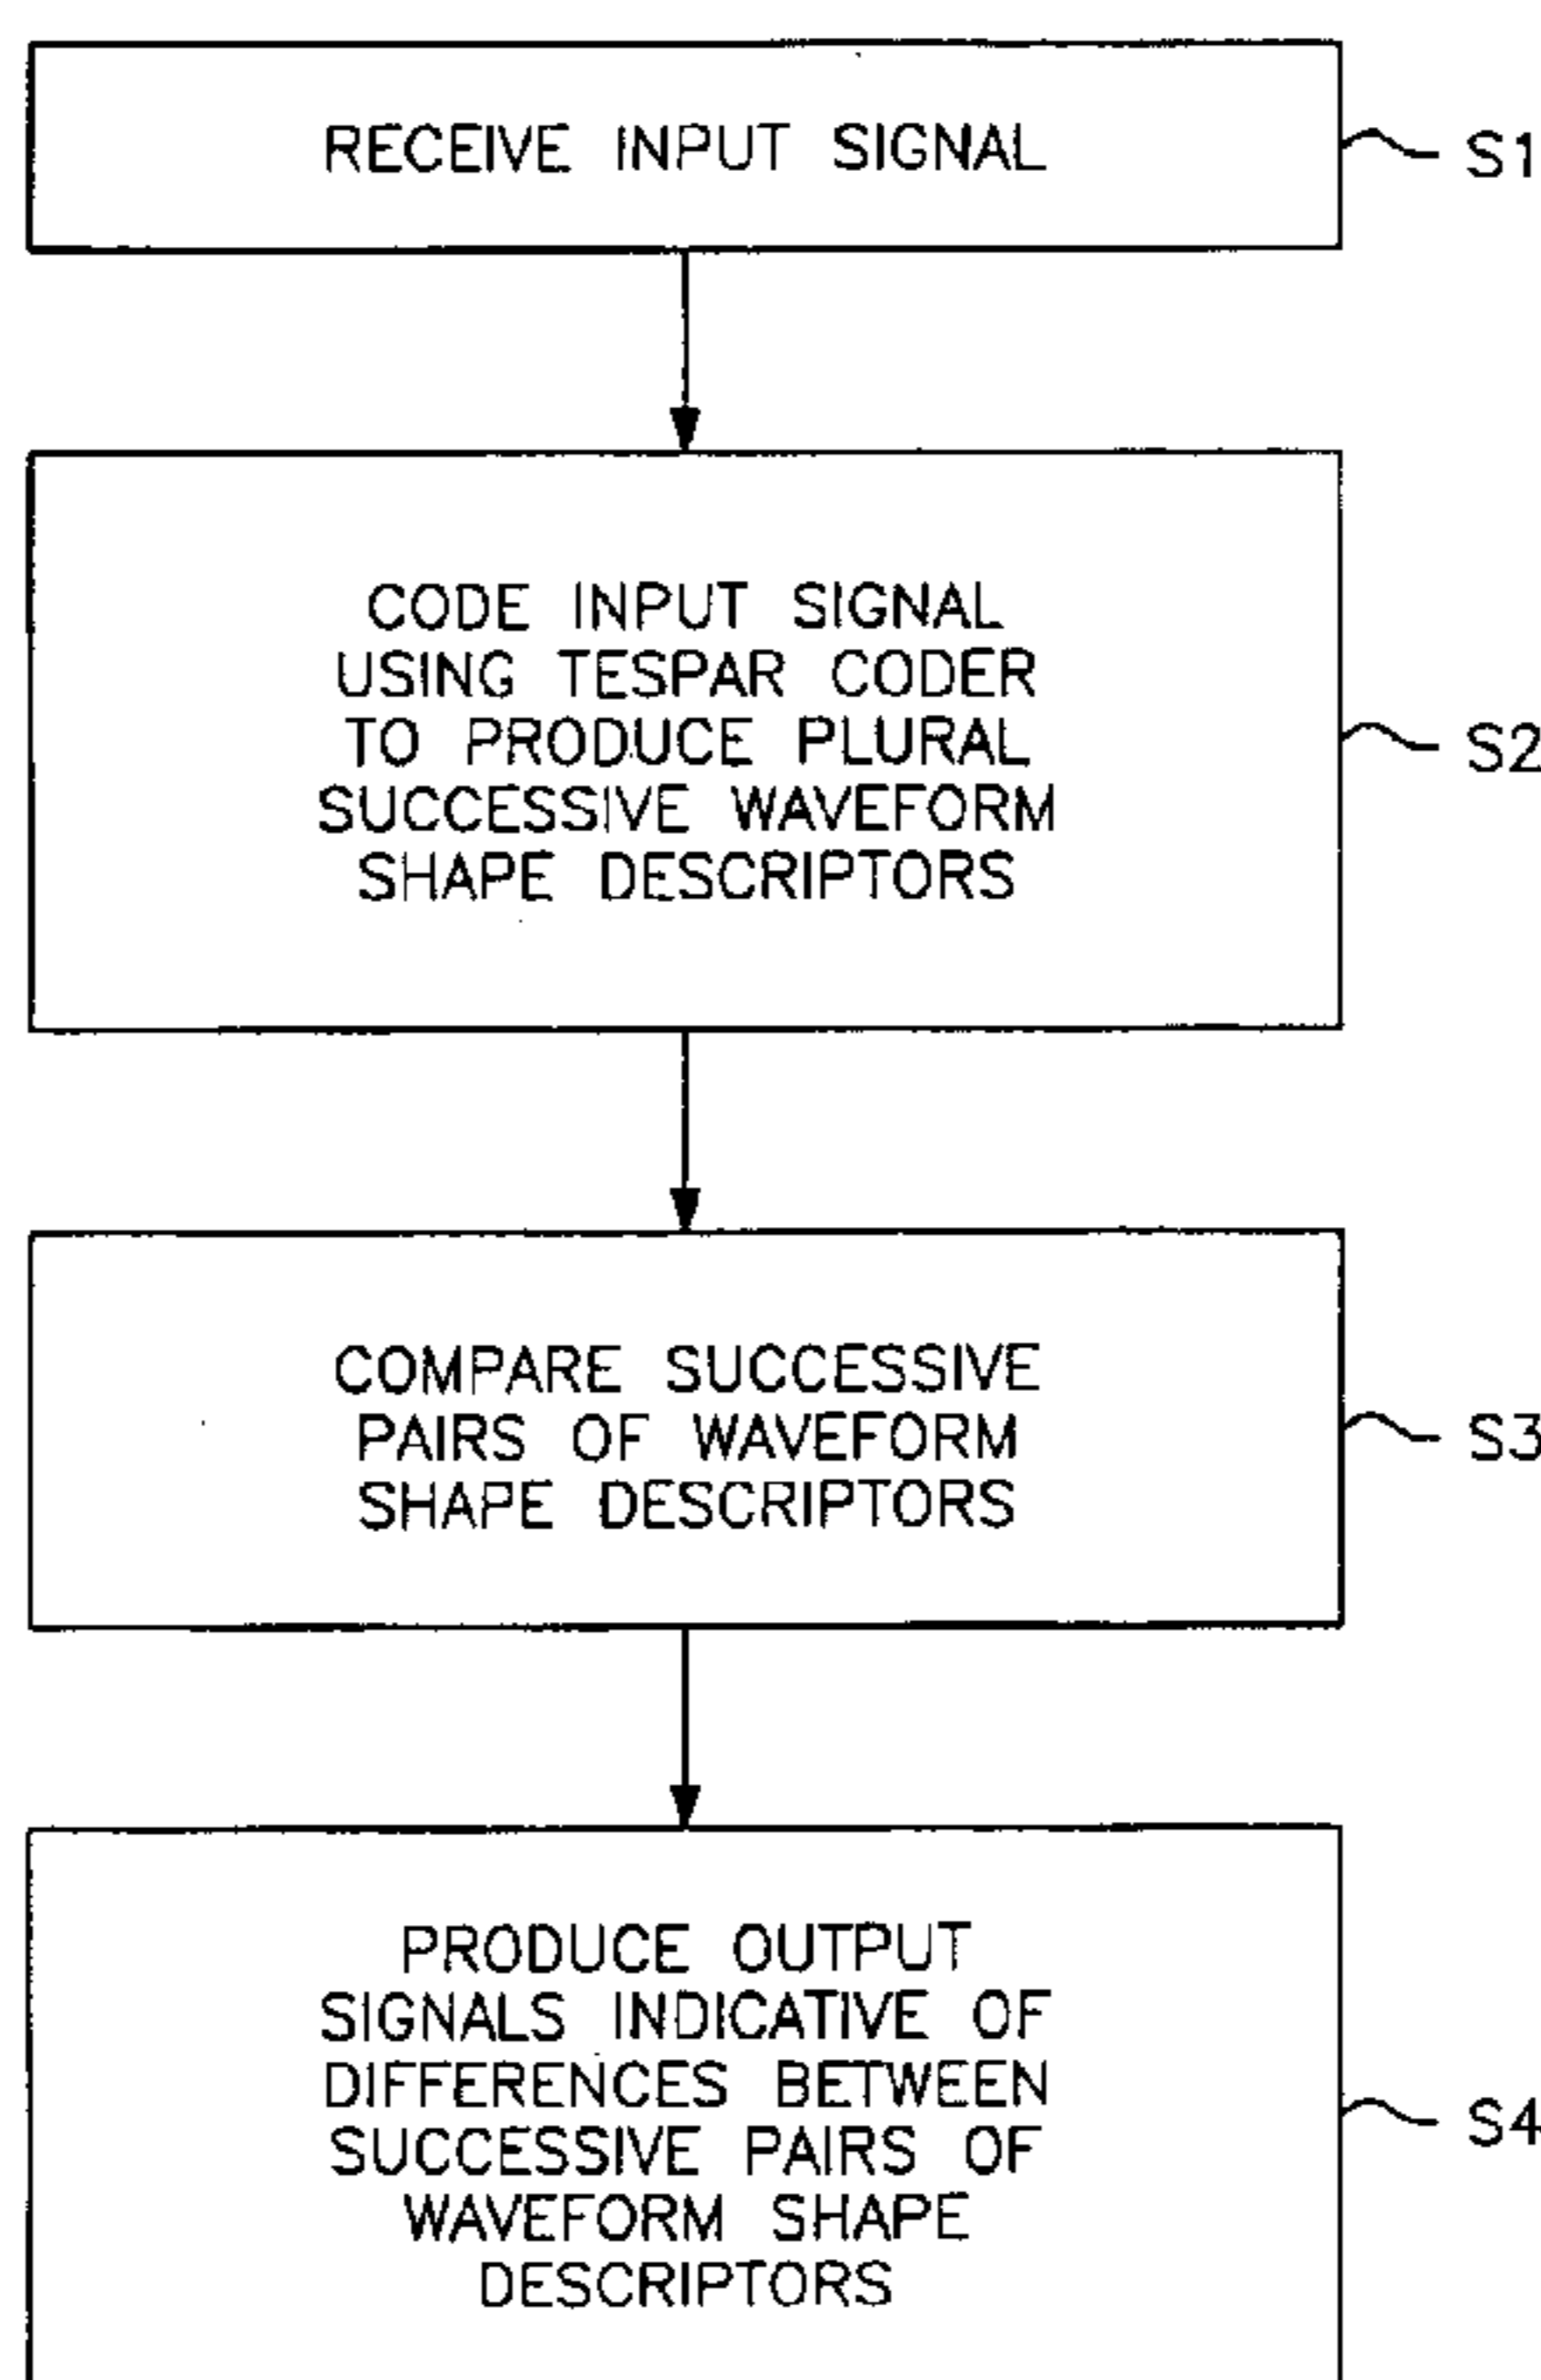 RECEIVE INPUT SIGNAL
S1
CODE INPUT SIGNAL
USING TESPAR CODER
TO PRODUCE PLURAL
SUCCESSIVE WAVEFORM
SHAPE DESCRIPTORS
S2
COMPARE SUCCESSIVE
PAIRS OF WAVEFORM
SHAPE DESCRIPTORS
S3
PRODUCE OUTPUT
SIGNALS INDICATIVE OF
DIFFERENCES BETWEEN
SUCCESSIVE PAIRS OF
WAVEFORM SHAPE
DESCRIPTORS
S4